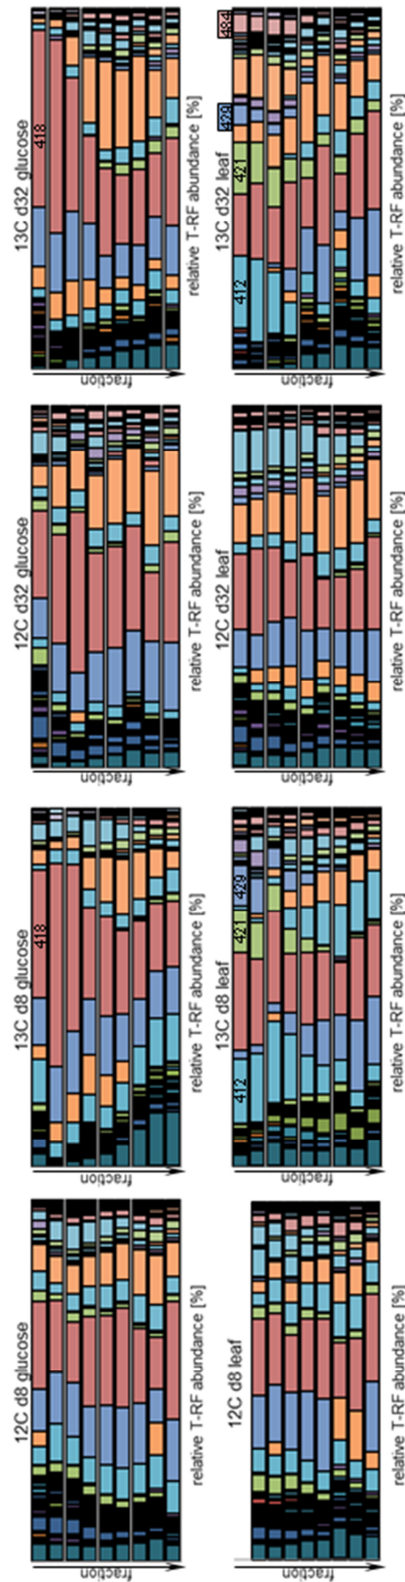 13C d32 glucose
418
fraction
relative T-RF abundance [%]
13C d32 leaf
412
421
429
484
fraction
relative T-RF abundance [%]
12C d32 glucose
fraction
relative T-RF abundance [%]
12C d32 leaf
fraction
relative T-RF abundance [%]
13C d8 glucose
418
fraction
relative T-RF abundance [%]
13C d8 leaf
412
421
429
fraction
relative T-RF abundance [%]
12C d8 glucose
fraction
relative T-RF abundance [%]
12C d8 leaf
fraction
relative T-RF abundance [%]